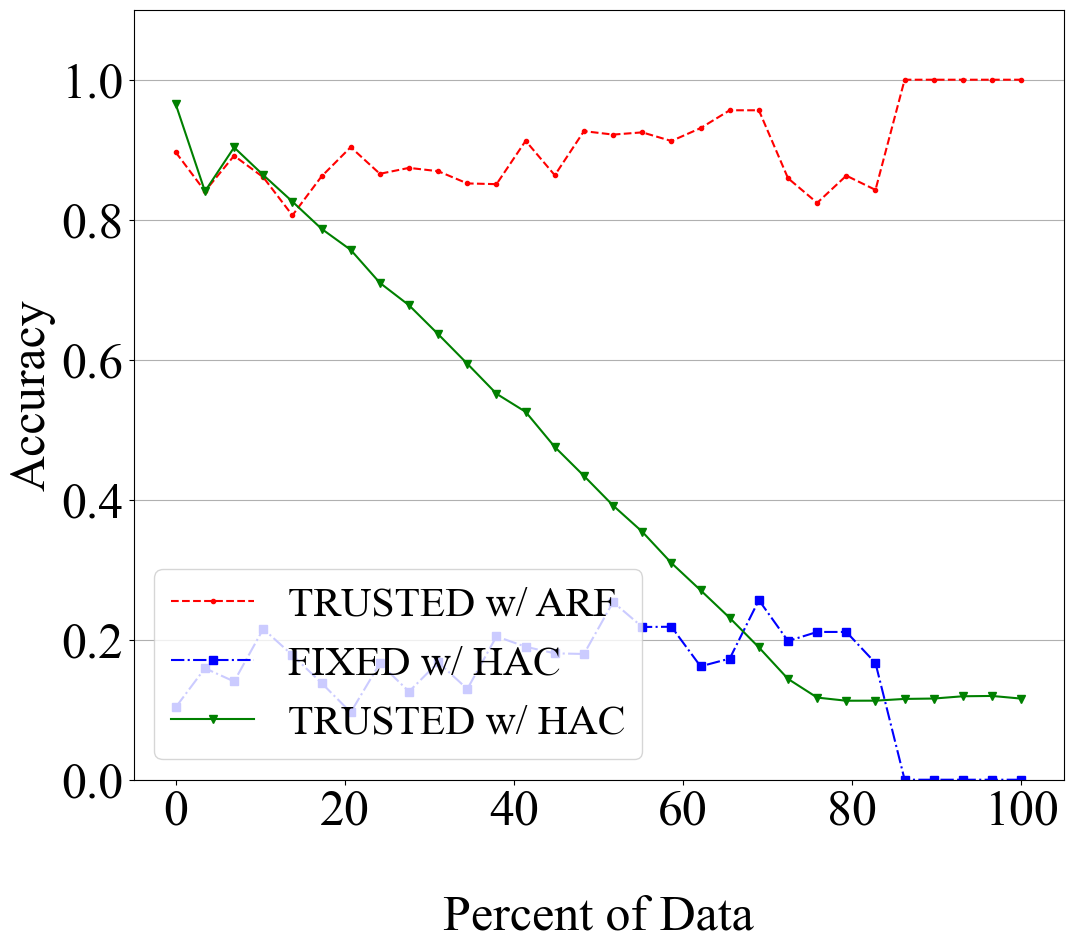 1.0
0.8
0.6
0.4
0.2
0.0
Accuracy
TRUSTED w/ ARF
FIXED w/ HAC
TRUSTED w/ HAC
0 20 40 60 80 100
Percent of Data